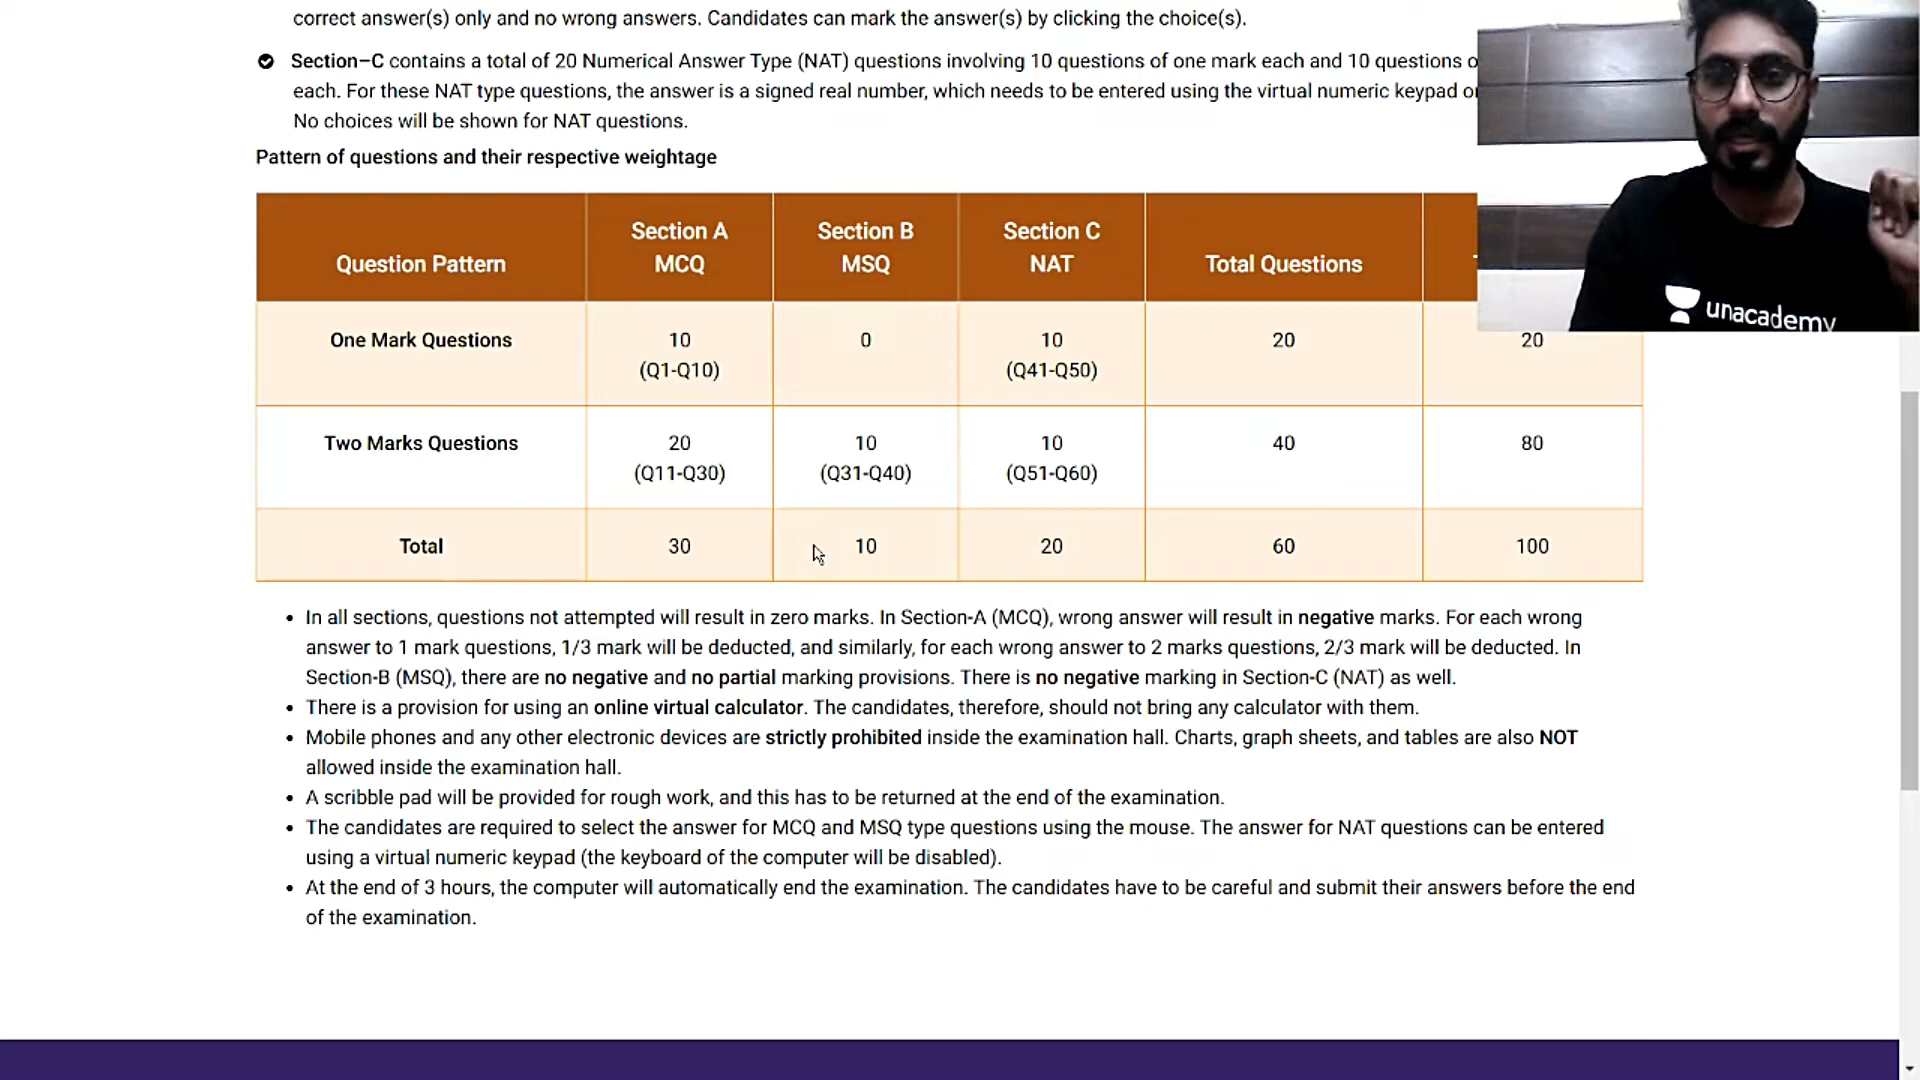 correct answer(s) only and no wrong answers. Candidates can mark the answer(s) by clicking the choice(s).
Section–C contains a total of 20 Numerical Answer Type (NAT) questions involving 10 questions of one mark each and 10 questions
each. For these NAT type questions, the answer is a signed real number, which needs to be entered using the virtual numeric keypad
No choices will be shown for NAT questions.
Pattern of questions and their respective weightage
Question Pattern
Section A
MCQ
Section B
MSQ
Section C
NAT
Total Questions
One Mark Questions
10
(Q1-Q10)
0
10
(Q41-Q50)
20
20
Two Marks Questions
20
(Q11-Q30)
10
(Q31-Q40)
10
(Q51-Q60)
40
80
Total
30
10
20
60
100
• In all sections, questions not attempted will result in zero marks. In Section-A (MCQ), wrong answer will result in negative marks. For each wrong
answer to 1 mark questions, 1/3 mark will be deducted, and similarly, for each wrong answer to 2 marks questions, 2/3 mark will be deducted. In
Section-B (MSQ), there are no negative and no partial marking provisions. There is no negative marking in Section-C (NAT) as well.
• There is a provision for using an online virtual calculator. The candidates, therefore, should not bring any calculator with them.
• Mobile phones and any other electronic devices are strictly prohibited inside the examination hall. Charts, graph sheets, and tables are also NOT
allowed inside the examination hall.
• A scribble pad will be provided for rough work, and this has to be returned at the end of the examination.
• The candidates are required to select the answer for MCQ and MSQ type questions using the mouse. The answer for NAT questions can be entered
using a virtual numeric keypad (the keyboard of the computer will be disabled).
• At the end of 3 hours, the computer will automatically end the examination. The candidates have to be careful and submit their answers before the end
of the examination.
unacademy